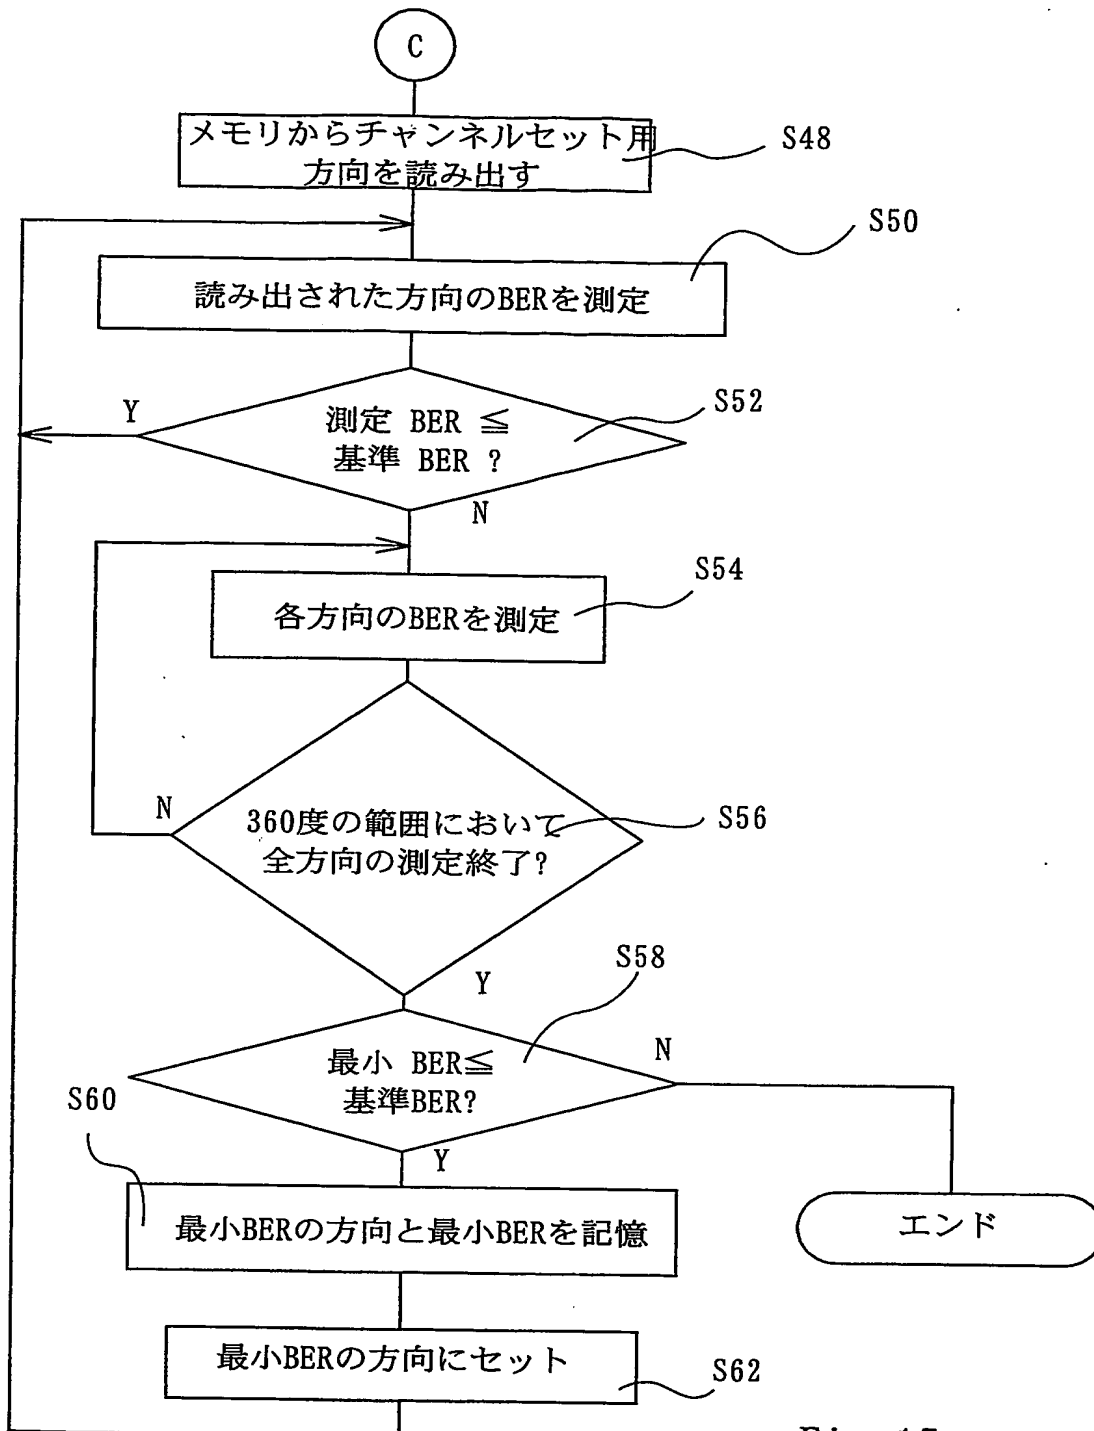 C
メモリからチャンネルセット用
方向を読み出す
S48
S50
読み出された方向のBERを測定
Y
測定 BER ≦
基準 BER ?
S52
N
S54
各方向のBERを測定
N
360度の範囲において
全方向の測定終了?
S56
Y
S58
最小 BER≦
基準BER?
N
S60
Y
最小BERの方向と最小BERを記憶
エンド
最小BERの方向にセット
S62